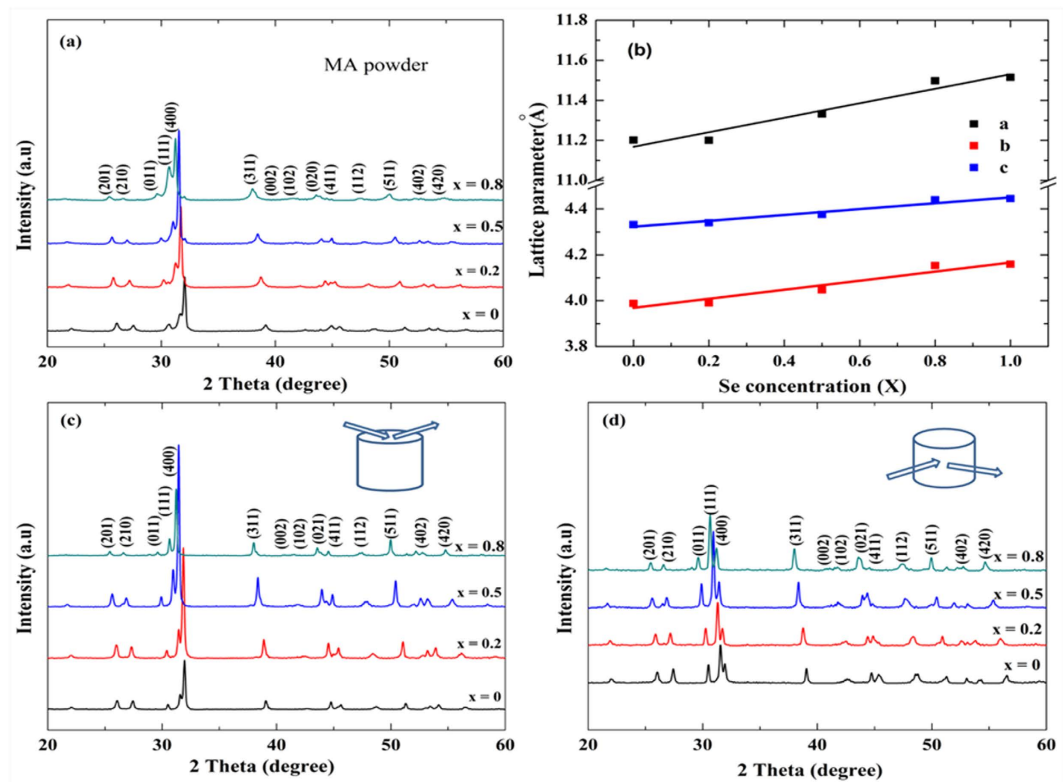 (a)
MA powder
(201)
(210)
(011)
(111)
(400)
(311)
(002)
(102)
(020)
(411)
(112)
(511)
(402)
(420)
x = 0.8
x = 0.5
x = 0.2
x = 0
Intensity (a.u)
20 30 40 50 60
2 Theta (degree)
(b)
11.8
11.6
11.4
11.2
11.0
4.4
4.2
4.0
3.8
a
b
c
Lattice parameter(Å)
0.0 0.2 0.4 0.6 0.8 1.0
Se concentration (X)
(c)
(201)
(210)
(011)
(111)
(400)
(311)
(002)
(102)
(021)
(411)
(112)
(511)
(402)
(420)
x = 0.8
x = 0.5
x = 0.2
x = 0
Intensity (a.u)
20 30 40 50 60
2 Theta (degree)
(d)
(201)
(210)
(011)
(111)
(400)
(311)
(002)
(102)
(021)
(411)
(112)
(511)
(402)
(420)
x = 0.8
x = 0.5
x = 0.2
x = 0
Intensity (a.u)
20 30 40 50 60
2 Theta (degree)